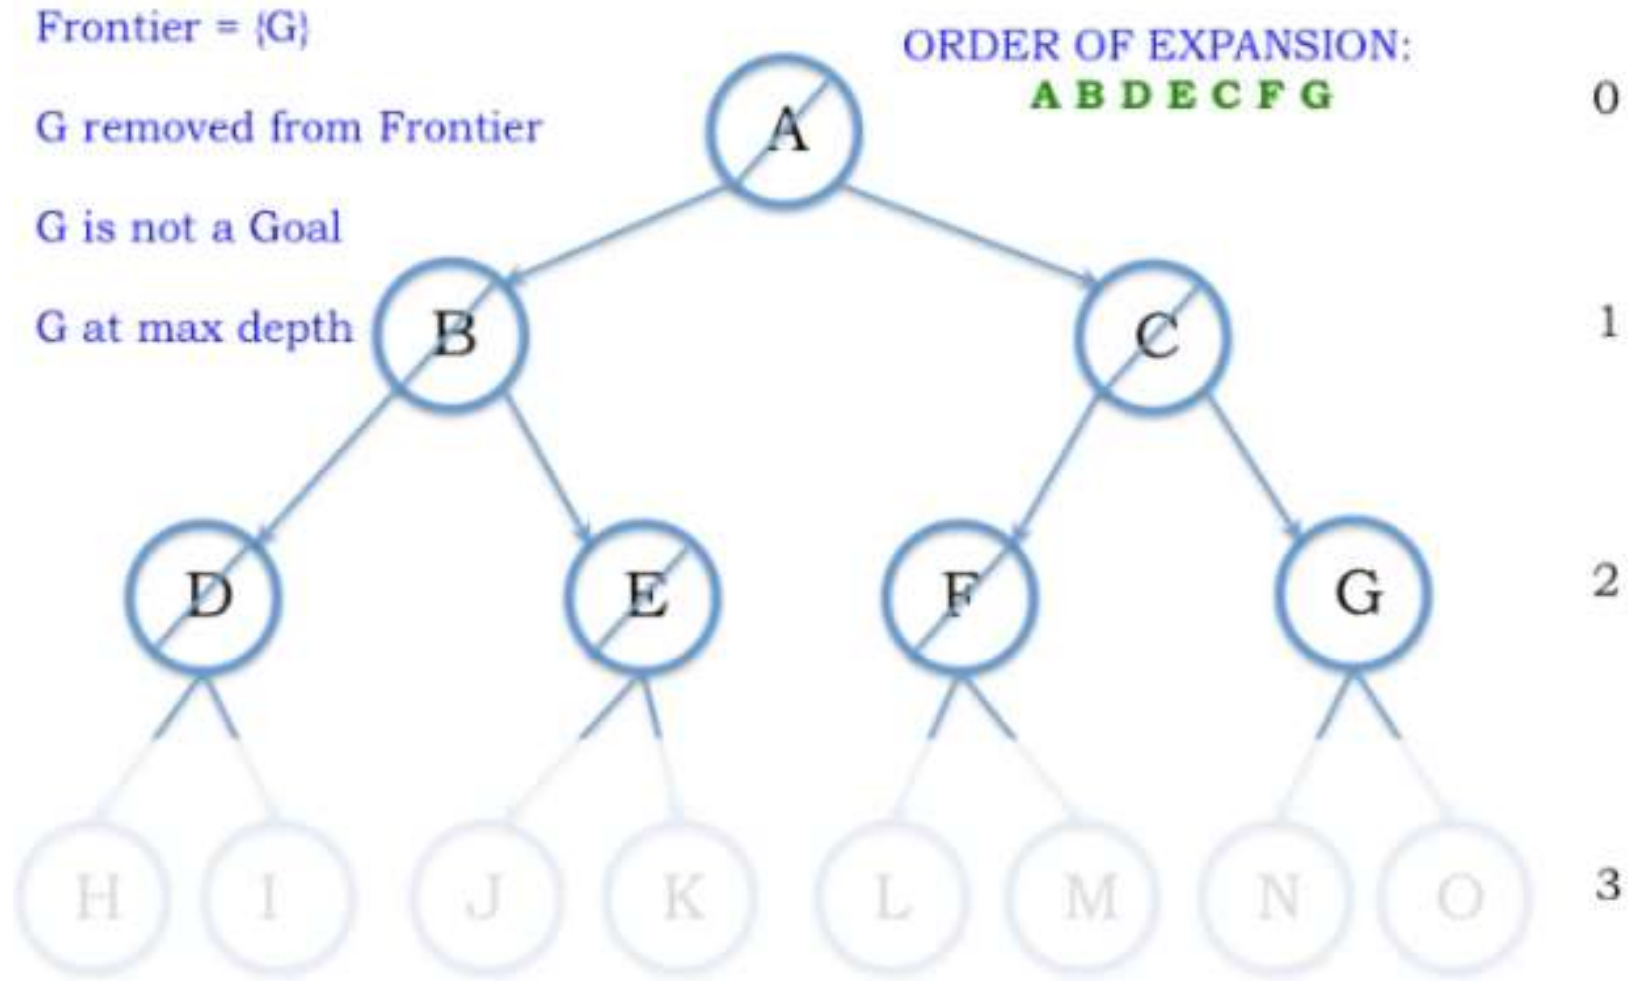 Frontier = {G}
ORDER OF EXPANSION:
A B D E C F G
0
G removed from Frontier
A
G is not a Goal
G at max depth
B
C
1
D
E
F
G
2
H
I
J
K
L
M
N
O
3